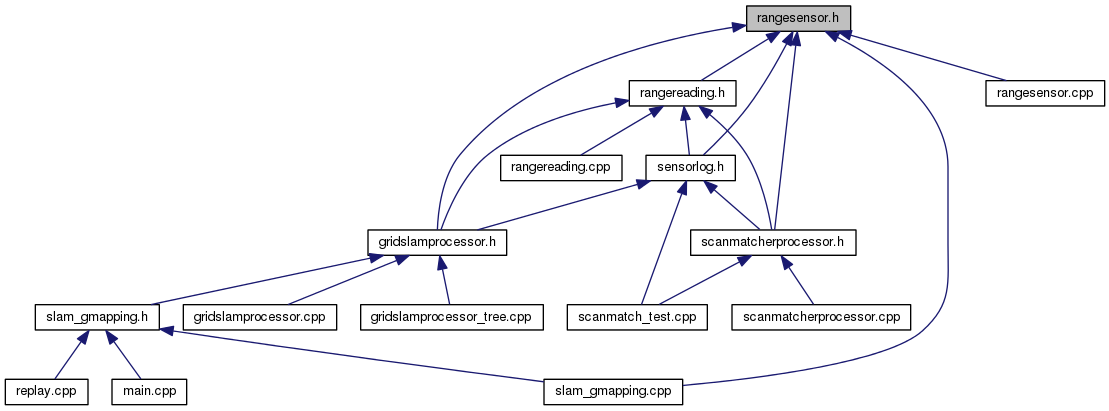 rangesensor.h
rangereading.h
rangesensor.cpp
rangereading.cpp
sensorlog.h
gridslamprocessor.h
scanmatcherprocessor.h
slam_gmapping.h
gridslamprocessor.cpp
gridslamprocessor_tree.cpp
scanmatch_test.cpp
scanmatcherprocessor.cpp
replay.cpp
main.cpp
slam_gmapping.cpp